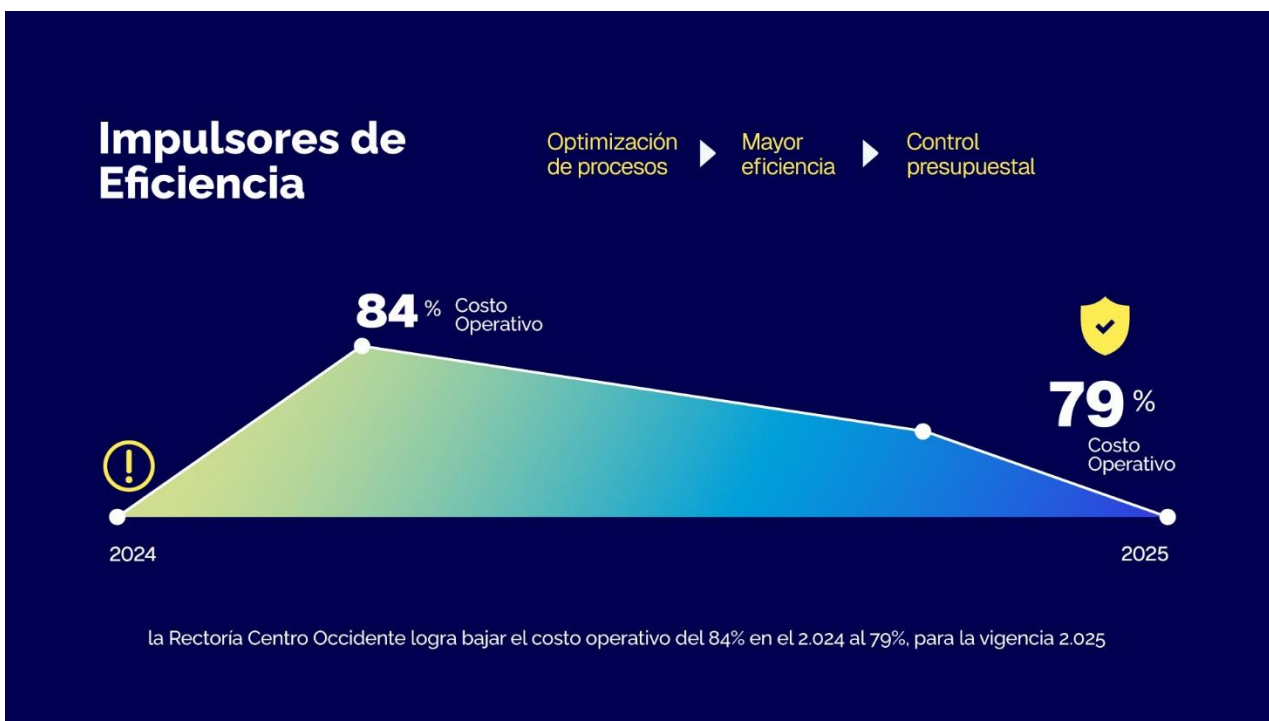 Impulsores de
Eficiencia
Optimización
de procesos
Mayor
eficiencia
Control
presupuestal
84% Costo
Operativo
79%
Costo
Operativo
2024
2025
la Rectoría Centro Occidente logra bajar el costo operativo del 84% en el 2.024 al 79%, para la vigencia 2.025